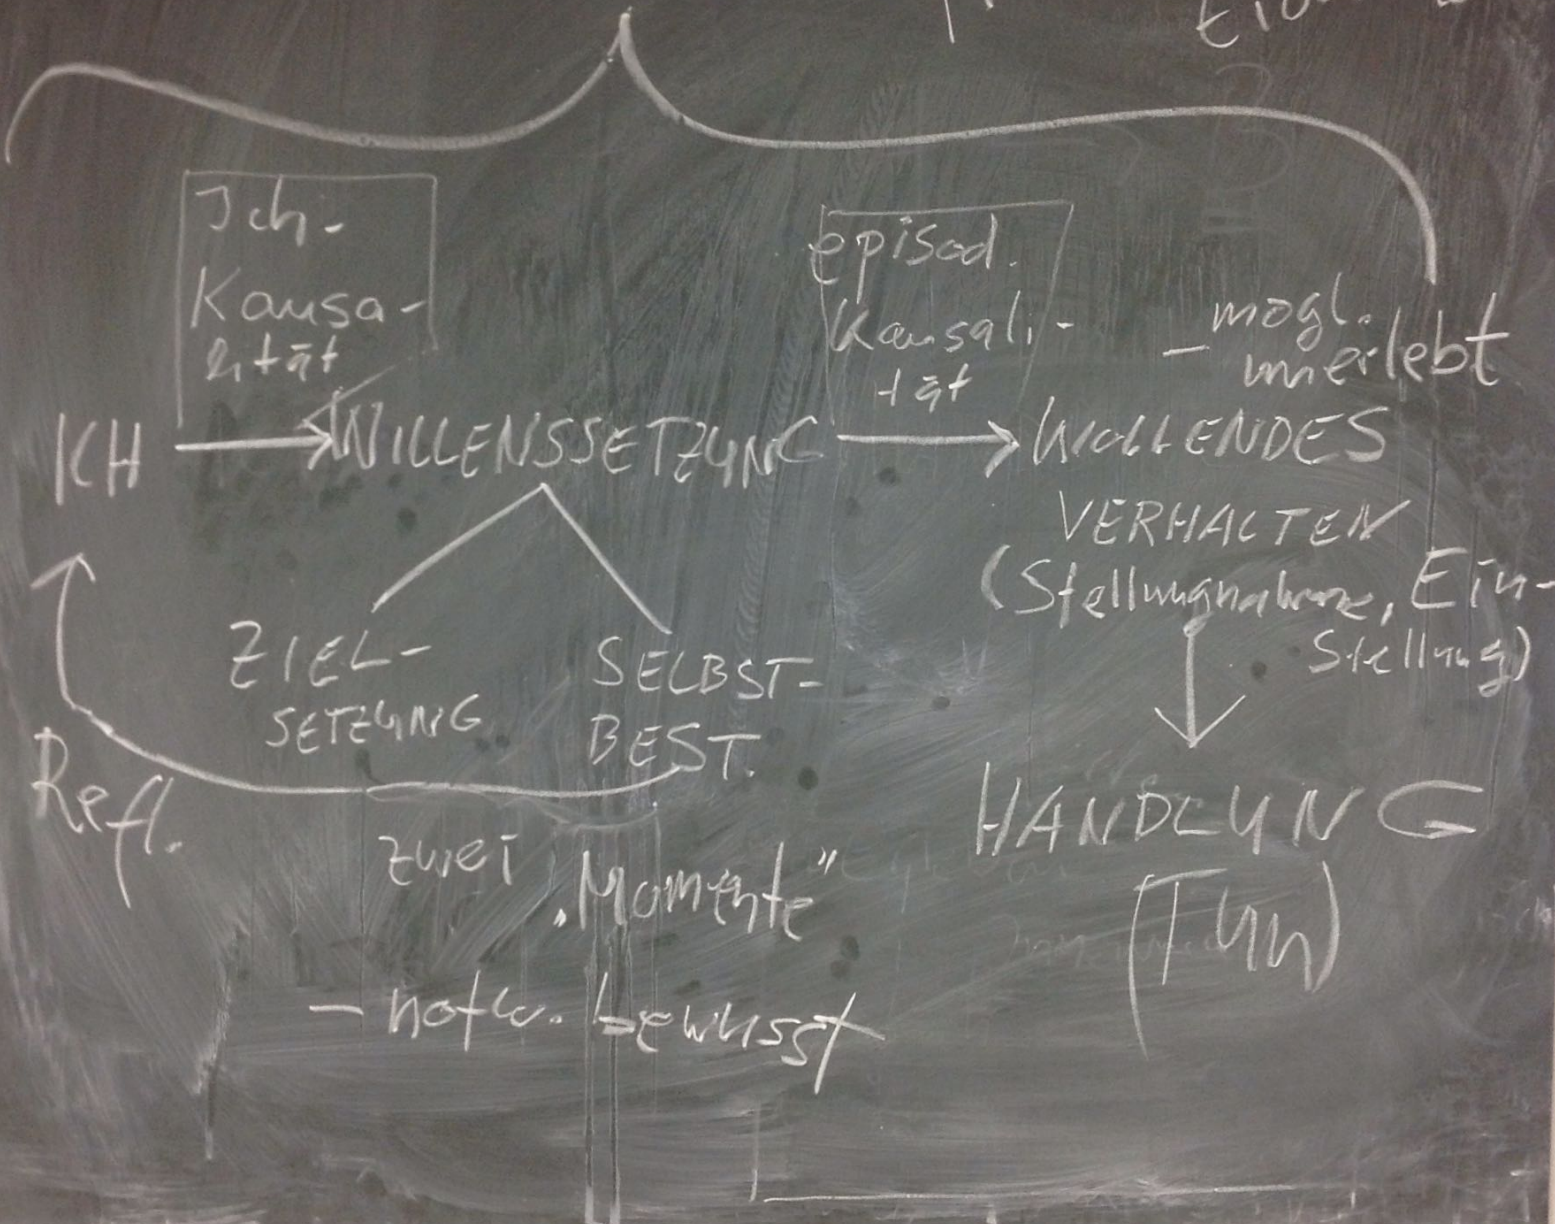 Ich-
Kausa-
lität
episod.
Kausali-
tät
- mögl.
unerlebt
ICH
WILLENSSETZUNG
WOLLENDES
VERHALTEN
(Stellungnahme, Ein-
stellung)
ZIEL-
SETZUNG
SELBST-
BEST.
Refl.
HANDLUNG
(TUN)
zwei „Momente"
- notw. bewusst